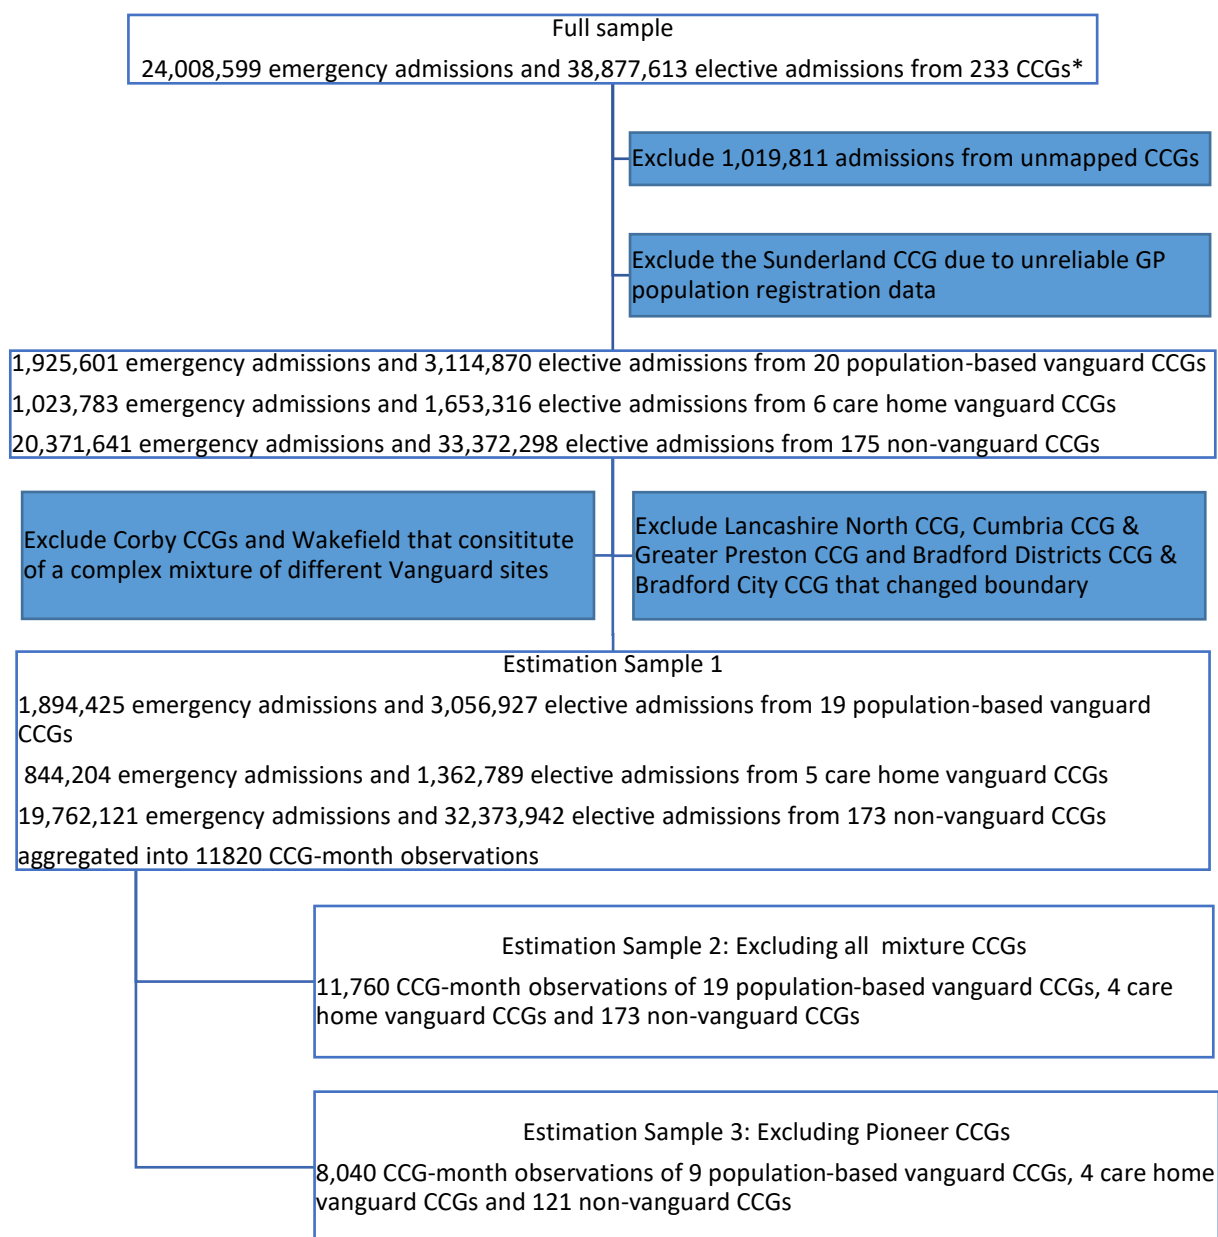 Full sample
24,008,599 emergency admissions and 38,877,613 elective admissions from 233 CCGs*
Exclude 1,019,811 admissions from unmapped CCGs
Exclude the Sunderland CCG due to unreliable GP
population registration data
1,925,601 emergency admissions and 3,114,870 elective admissions from 20 population-based vanguard CCGs
1,023,783 emergency admissions and 1,653,316 elective admissions from 6 care home vanguard CCGs
20,371,641 emergency admissions and 33,372,298 elective admissions from 175 non-vanguard CCGs
Exclude Corby CCGs and Wakefield that consititute
of a complex mixture of different Vanguard sites
Exclude Lancashire North CCG, Cumbria CCG &
Greater Preston CCG and Bradford Districts CCG &
Bradford City CCG that changed boundary
Estimation Sample 1
1,894,425 emergency admissions and 3,056,927 elective admissions from 19 population-based vanguard
CCGs
844,204 emergency admissions and 1,362,789 elective admissions from 5 care home vanguard CCGs
19,762,121 emergency admissions and 32,373,942 elective admissions from 173 non-vanguard CCGs
aggregated into 11820 CCG-month observations
Estimation Sample 2: Excluding all mixture CCGs
11,760 CCG-month observations of 19 population-based vanguard CCGs, 4 care
home vanguard CCGs and 173 non-vanguard CCGs
Estimation Sample 3: Excluding Pioneer CCGs
8,040 CCG-month observations of 9 population-based vanguard CCGs, 4 care home
vanguard CCGs and 121 non-vanguard CCGs